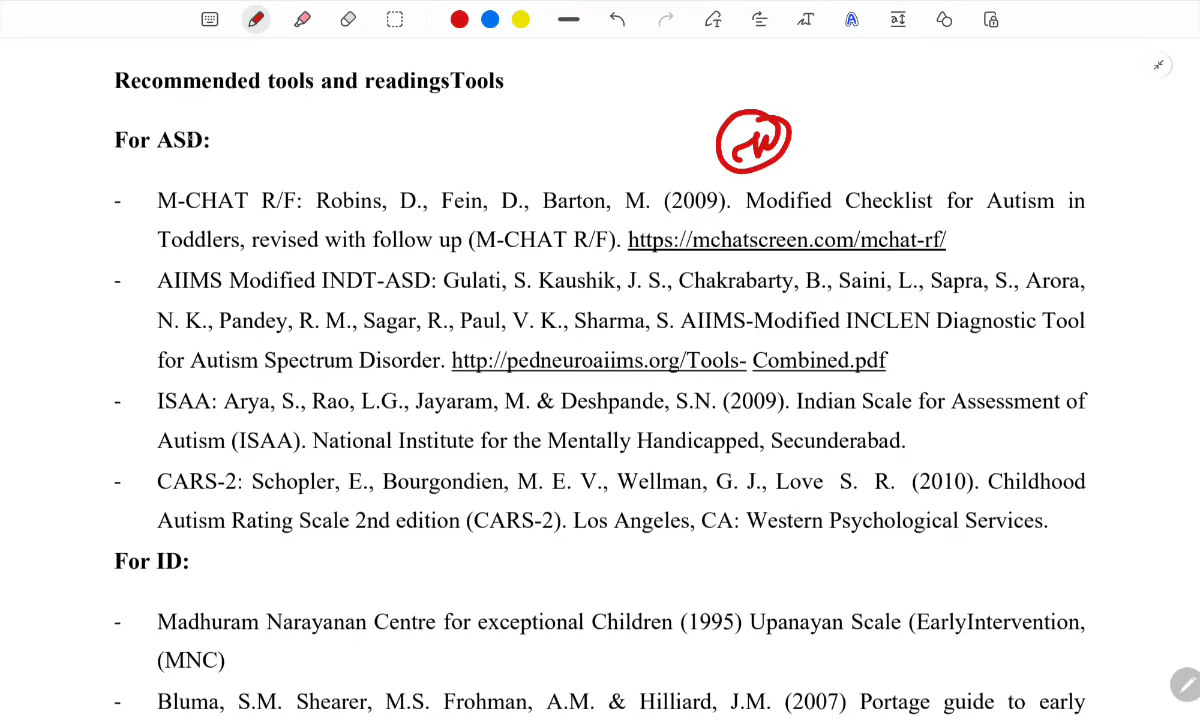 Recommended tools and readingsTools
For ASD:
- M-CHAT R/F: Robins, D., Fein, D., Barton, M. (2009). Modified Checklist for Autism in
Toddlers, revised with follow up (M-CHAT R/F). https://mchatscreen.com/mchat-rf/
- AIIMS Modified INDT-ASD: Gulati, S. Kaushik, J. S., Chakrabarty, B., Saini, L., Sapra, S., Arora,
N. K., Pandey, R. M., Sagar, R., Paul, V. K., Sharma, S. AIIMS-Modified INCLEN Diagnostic Tool
for Autism Spectrum Disorder. http://pedneuroaiims.org/Tools- Combined.pdf
- ISAA: Arya, S., Rao, L.G., Jayaram, M. & Deshpande, S.N. (2009). Indian Scale for Assessment of
Autism (ISAA). National Institute for the Mentally Handicapped, Secunderabad.
- CARS-2: Schopler, E., Bourgondien, M. E. V., Wellman, G. J., Love S. R. (2010). Childhood
Autism Rating Scale 2nd edition (CARS-2). Los Angeles, CA: Western Psychological Services.
For ID:
- Madhuram Narayanan Centre for exceptional Children (1995) Upanayan Scale (EarlyIntervention,
(MNC)
- Bluma, S.M. Shearer, M.S. Frohman, A.M. & Hilliard, J.M. (2007) Portage guide to early